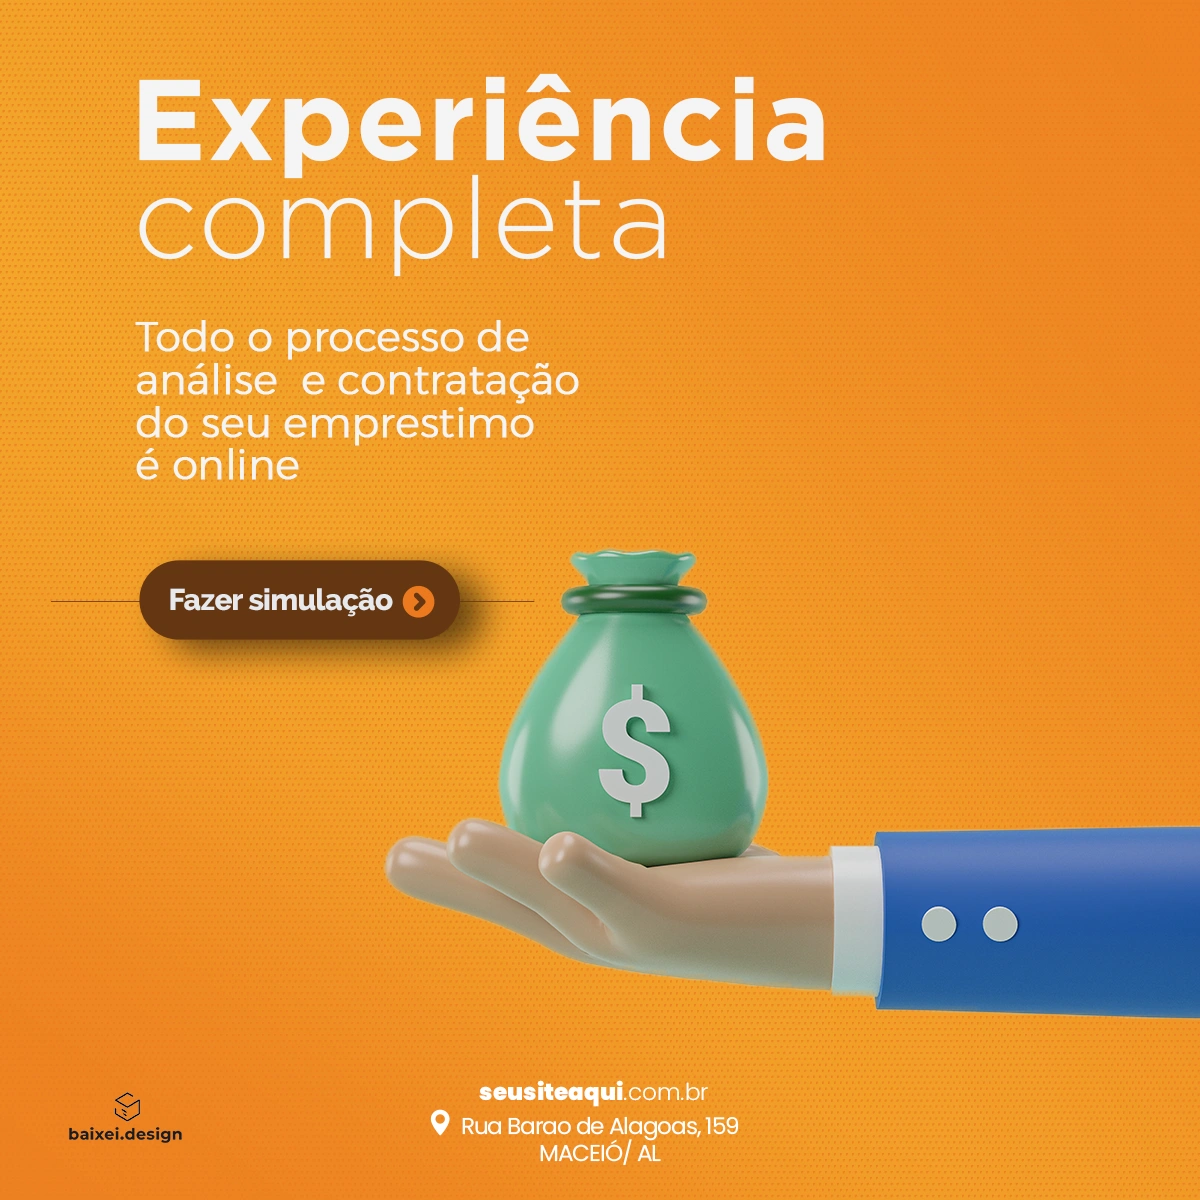 Experiência
completa
Todo o processo de
análise e contratação
do seu emprestimo
é online
Fazer simulação
$
baixei.design
seusiteaqui.com.br
Rua Barao de Alagoas, 159
MACEIÓ/ AL